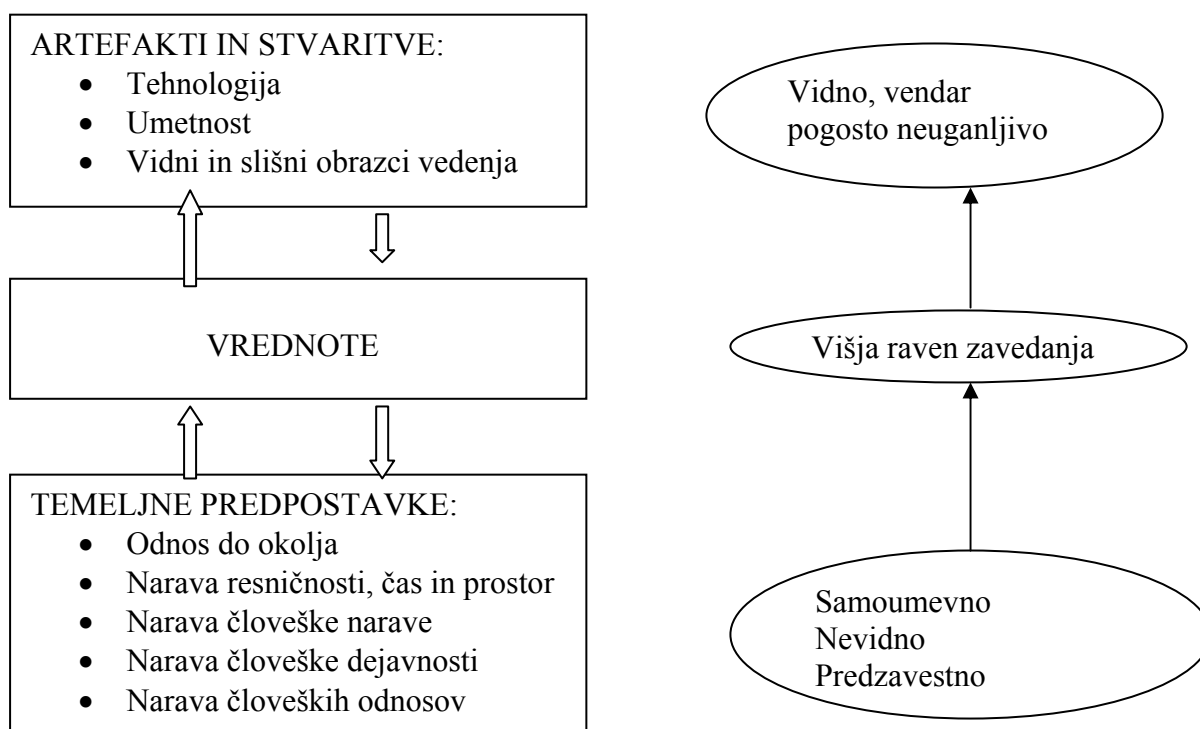 ARTEFAKTI IN STVARITVE:
• Tehnologija
• Umetnost
• Vidni in slišni obrazci vedenja
Vidno, vendar
pogosto neuganljivo
VREDNOTE
Višja raven zavedanja
TEMELJNE PREDPOSTAVKE:
• Odnos do okolja
• Narava resničnosti, čas in prostor
• Narava človeške narave
• Narava človeške dejavnosti
• Narava človeških odnosov
Samoumevno
Nevidno
Predzavestno